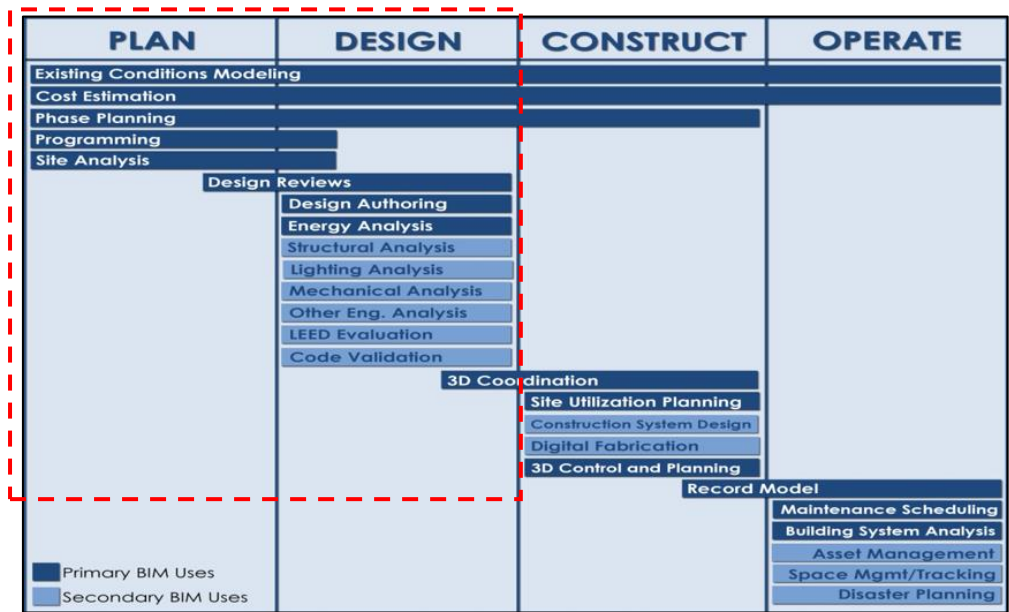 PLAN DESIGN CONSTRUCT OPERATE
Existing Conditions Modeling
Cost Estimation
Phase Planning
Programming
Site Analysis
Design Reviews
Design Authoring
Energy Analysis
Structural Analysis
Lighting Analysis
Mechanical Analysis
Other Eng. Analysis
LEED Evaluation
Code Validation
3D Coordination
Site Utilization Planning
Construction System Design
Digital Fabrication
3D Control and Planning
Record Model
Maintenance Scheduling
Building System Analysis
Asset Management
Space Mgmt/Tracking
Disaster Planning
Primary BIM Uses
Secondary BIM Uses